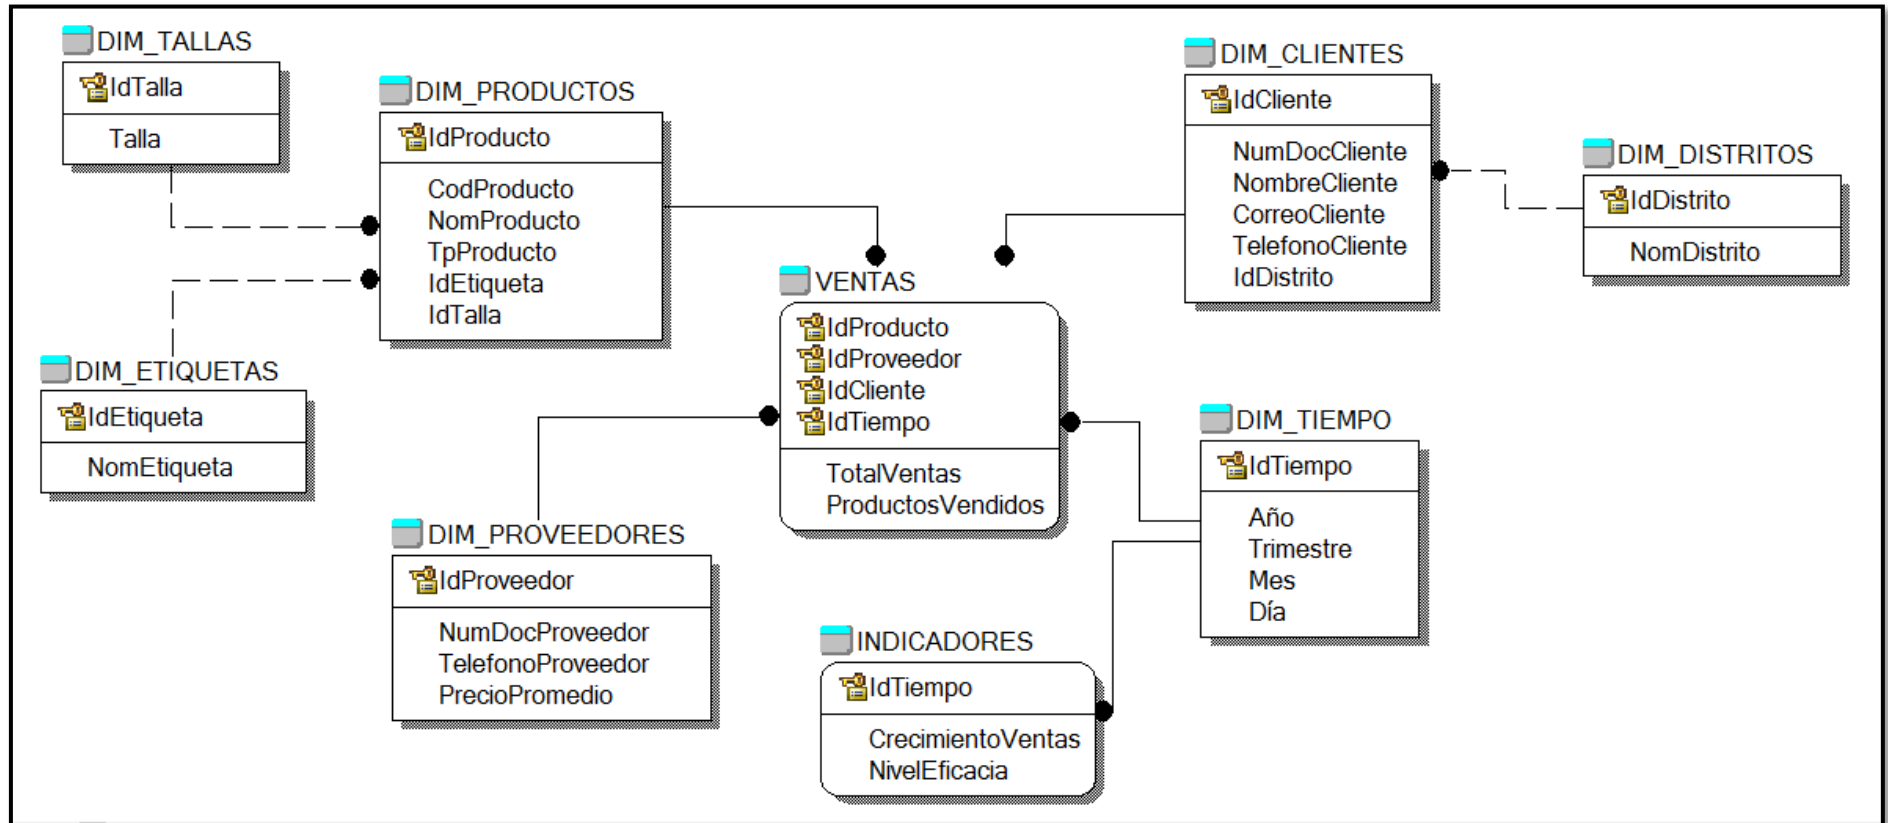 DIM_TALLAS
IdTalla
Talla
DIM_PRODUCTOS
IdProducto
CodProducto
NomProducto
TpProducto
IdEtiqueta
IdTalla
DIM_ETIQUETAS
IdEtiqueta
NomEtiqueta
DIM_PROVEEDORES
IdProveedor
NumDocProveedor
TelefonoProveedor
PrecioPromedio
VENTAS
IdProducto
IdProveedor
IdCliente
IdTiempo
TotalVentas
ProductosVendidos
DIM_CLIENTES
IdCliente
NumDocCliente
NombreCliente
CorreoCliente
TelefonoCliente
IdDistrito
DIM_DISTRITOS
IdDistrito
NomDistrito
DIM_TIEMPO
IdTiempo
Año
Trimestre
Mes
Día
INDICADORES
IdTiempo
CrecimientoVentas
NivelEficacia